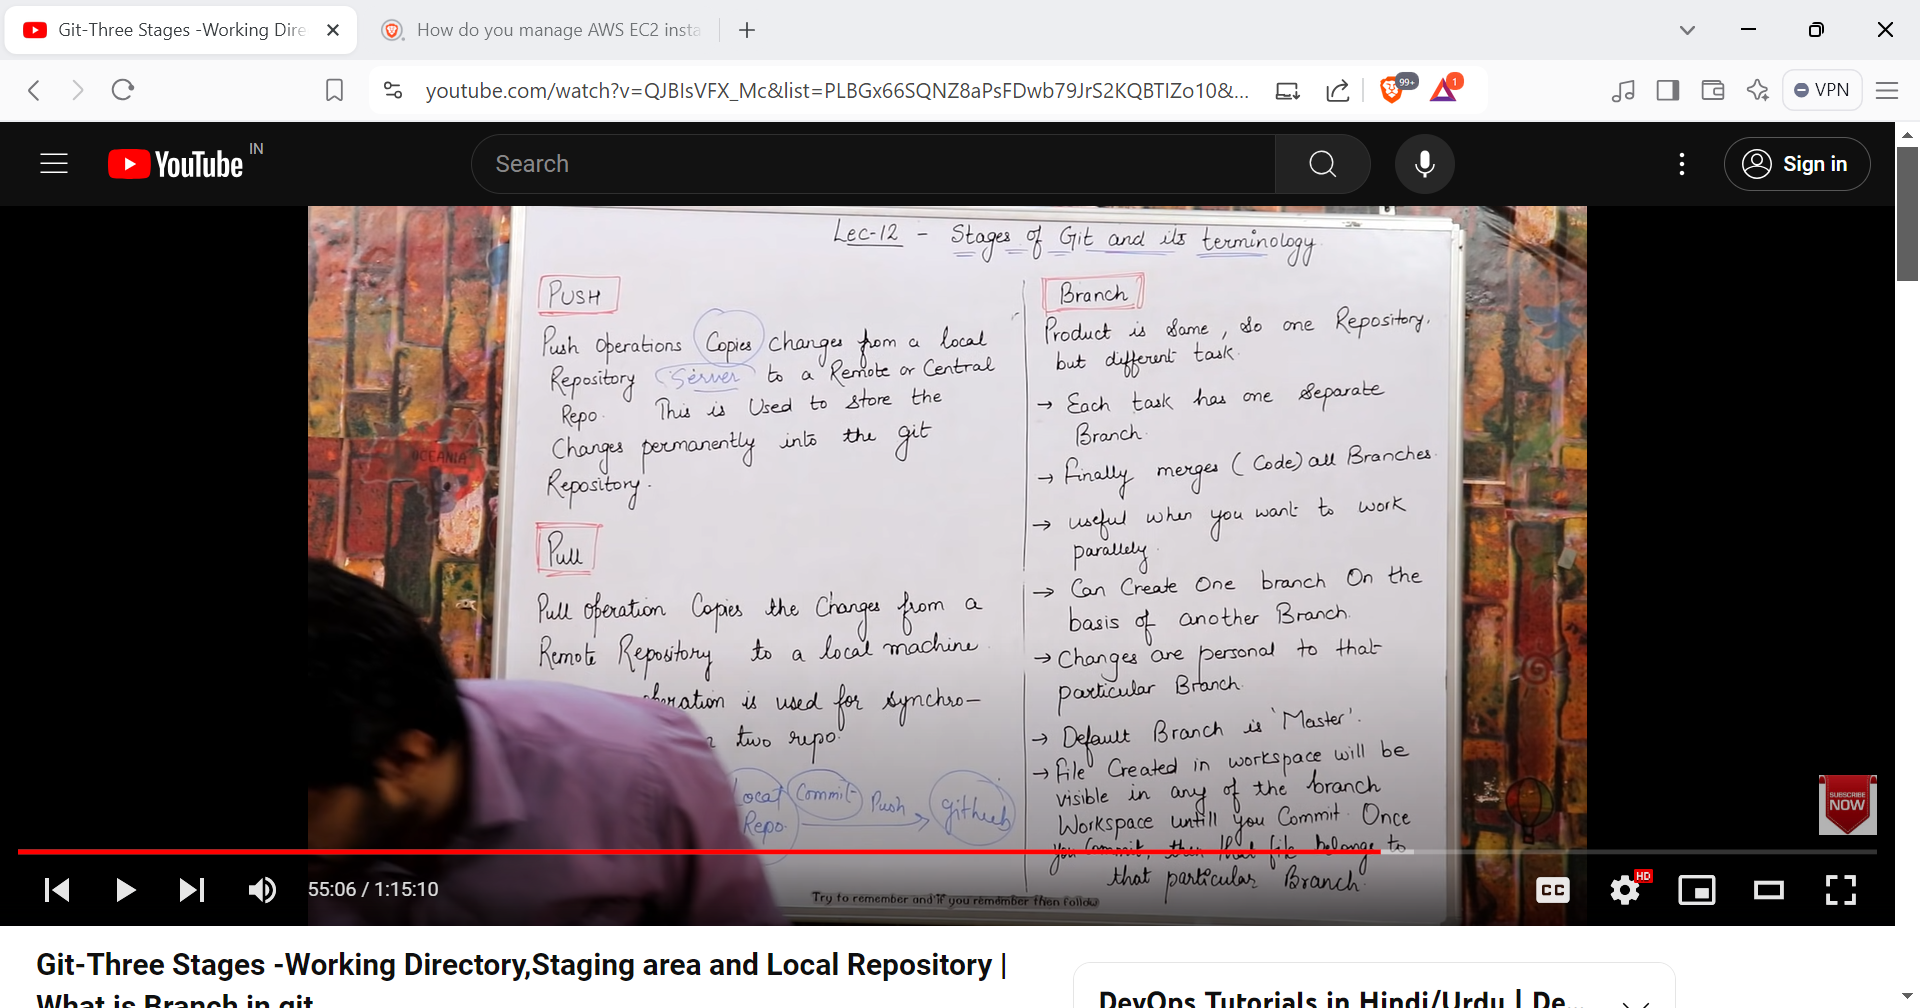 Git-Three Stages -Working Dire
How do you manage AWS EC2 insta
youtube.com/watch?v=QJBIsVFX_Mc&list=PLBGx66SQNZ8aPsFDwb79JrS2KQBTIZo10&...
99+
1
VPN
YouTube IN
Search
Sign in
Lec-12 - Stages of Git and its terminology
PUSH
Push operations Copies changes from a local
Repository Server to a Remote or Central
Repo. This is Used to store the
Changes permanently into the git
Repository.
Pull
Pull operation Copies the Changes from a
Remote Repository to a local machine
operation is used for synchro-
two repo.
Local
Repo
Commit
Push
github
Branch
Product is same, so one Repository,
but different task.
→ Each task has one separate
Branch.
→ finally merges (Code) all Branches.
→ useful when you want to work
parallely.
→ Can Create One branch On the
basis of another Branch.
→ Changes are personal to that
particular Branch.
→ Default Branch is 'Master'.
→ File Created in workspace will be
visible in any of the branch
Workspace untill you Commit. Once
you Commit, then that file belongs to
that particular Branch.
OCEANIA
SUBSCRIBE
NOW
Try to remember and if you remember then follow
55:06 / 1:15:10
CC
HD
Git-Three Stages -Working Directory,Staging area and Local Repository |
What is Branch in git
DevOps Tutorials in Hindi/Urdu | De...